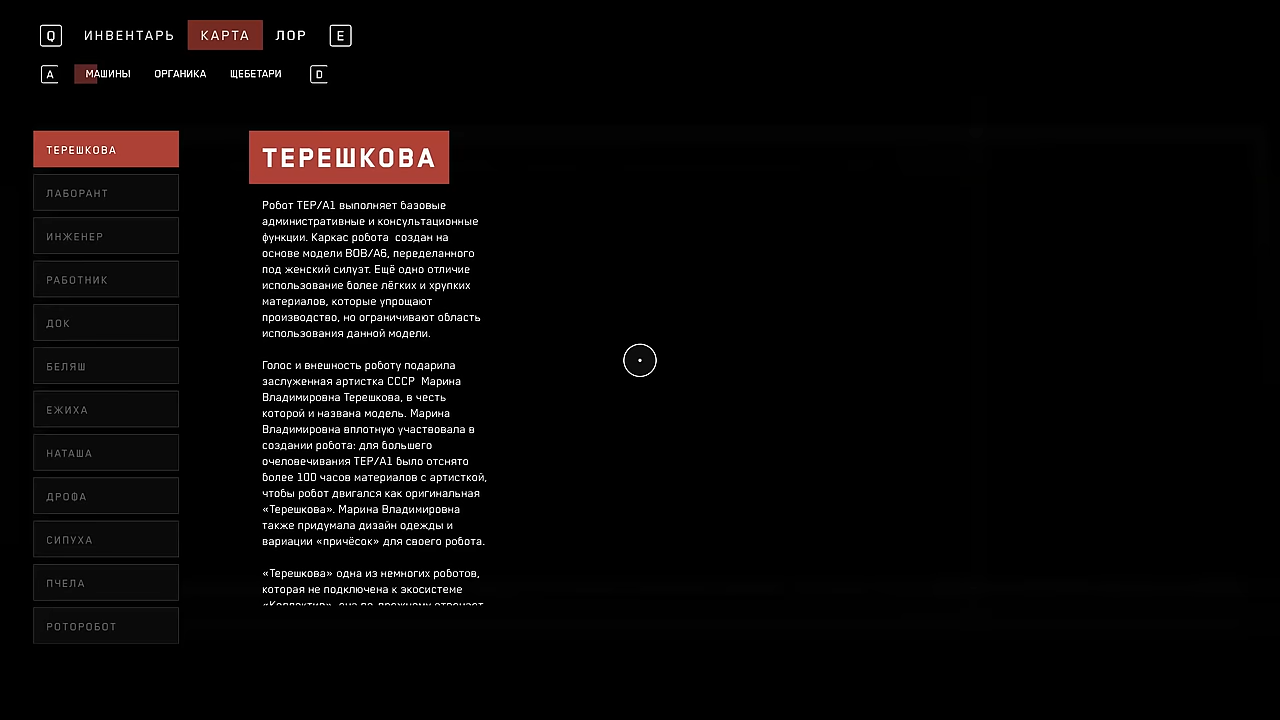 Q ИНВЕНТАРЬ КАРТА ЛОР E
A МАШИНЫ ОРГАНИКА ЩЕБЕТАРИ D
ТЕРЕШКОВА
ЛАБОРАНТ
ИНЖЕНЕР
РАБОТНИК
ДОК
БЕЛЯШ
ЕЖИХА
НАТАША
ДРОФА
СИПУХА
ПЧЕЛА
РОТОРОБОТ
ТЕРЕШКОВА
Робот ТЕР/А1 выполняет базовые
административные и консультационные
функции. Каркас робота создан на
основе модели ВОВ/А6, переделанного
под женский силуэт. Ещё одно отличие
использование более лёгких и хрупких
материалов, которые упрощают
производство, но ограничивают область
использования данной модели.
Голос и внешность роботу подарила
заслуженная артистка СССР Марина
Владимировна Терешкова, в честь
которой и названа модель. Марина
Владимировна вплотную участвовала в
создании робота: для большего
очеловечивания ТЕР/А1 было отснято
более 100 часов материалов с артисткой,
чтобы робот двигался как оригинальная
«Терешкова». Марина Владимировна
также придумала дизайн одежды и
вариации «причёсок» для своего робота.
«Терешкова» одна из немногих роботов,
которая не подключена к экосистеме